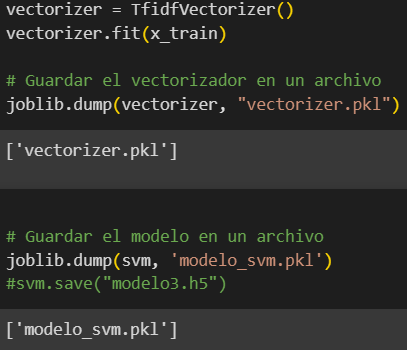 vectorizer = TfidfVectorizer()
vectorizer.fit(x_train)
# Guardar el vectorizador en un archivo
joblib.dump(vectorizer, "vectorizer.pkl")
['vectorizer.pkl']
# Guardar el modelo en un archivo
joblib.dump(svm, 'modelo_svm.pkl')
#svm.save("modelo3.h5")
['modelo_svm.pkl']